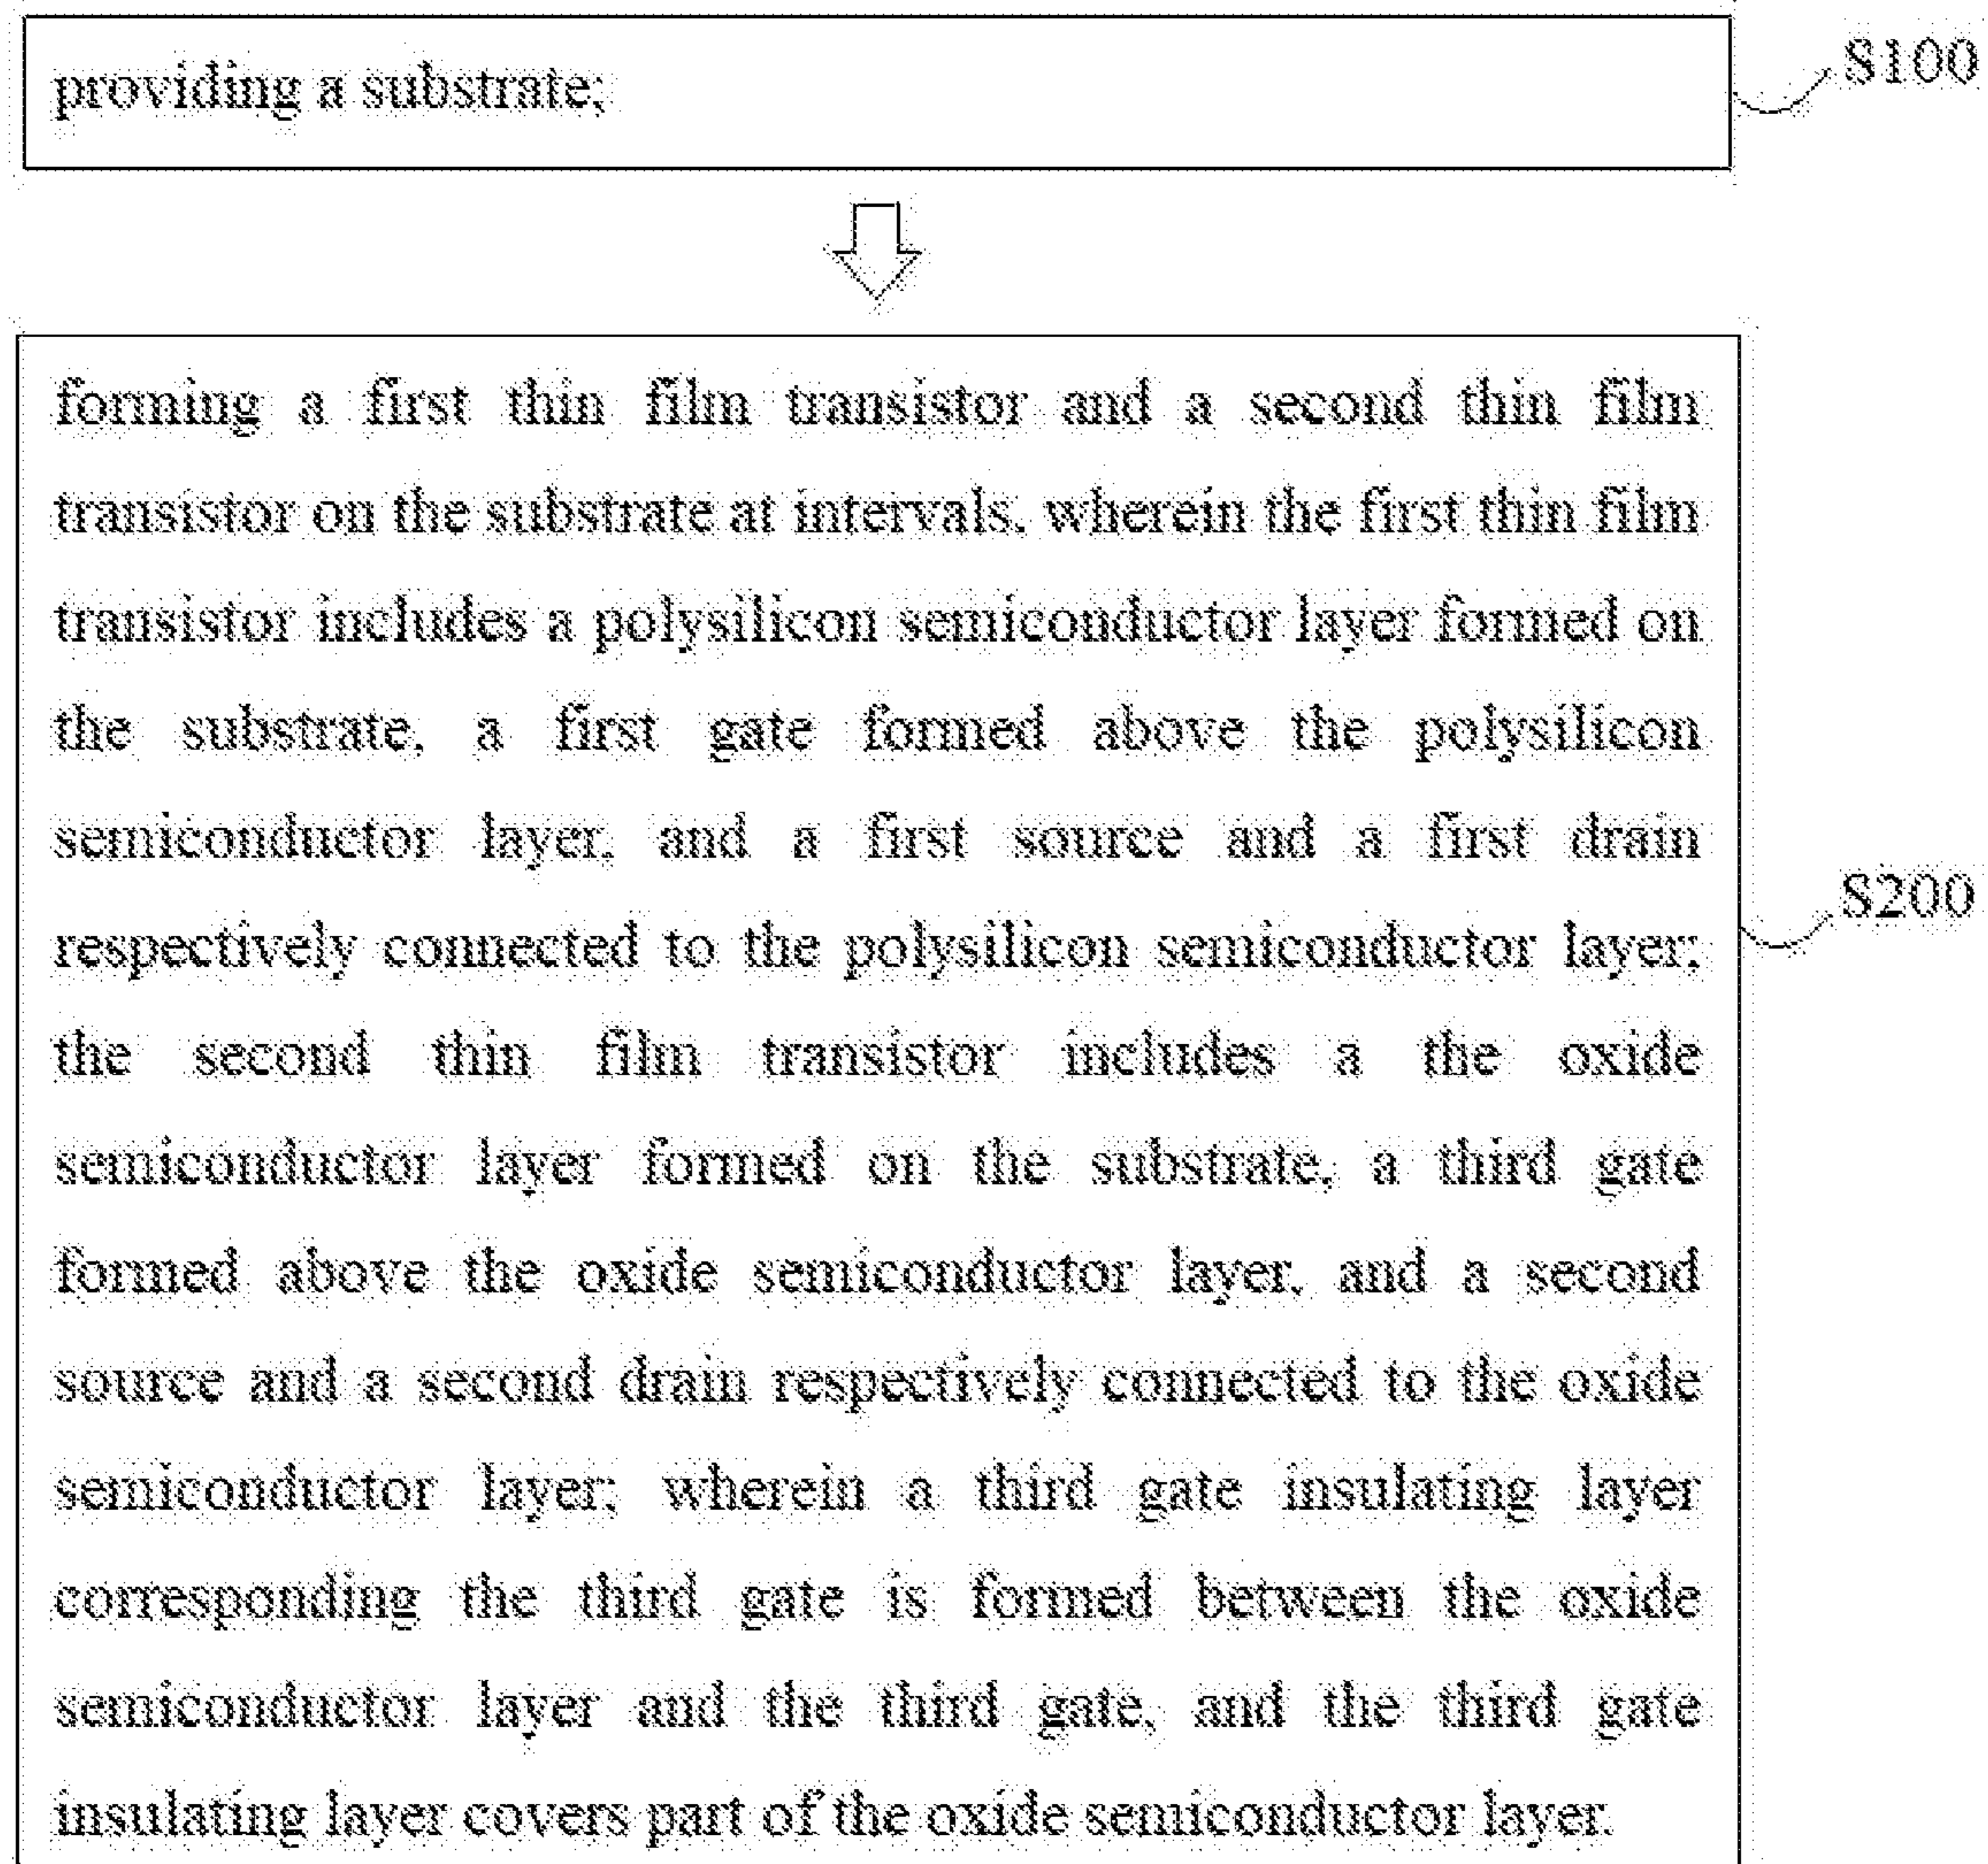 providing a substrate;
S100
forming a first thin film transistor and a second thin film
transistor on the substrate at intervals, wherein the first thin film
transistor includes a polysilicon semiconductor layer formed on
the substrate, a first gate formed above the polysilicon
semiconductor layer, and a first source and a first drain
respectively connected to the polysilicon semiconductor layer;
S200
the second thin film transistor includes a the oxide
semiconductor layer formed on the substrate, a third gate
formed above the oxide semiconductor layer, and a second
source and a second drain respectively connected to the oxide
semiconductor layer; wherein a third gate insulating layer
corresponding the third gate is formed between the oxide
semiconductor layer and the third gate, and the third gate
insulating layer covers part of the oxide semiconductor layer.